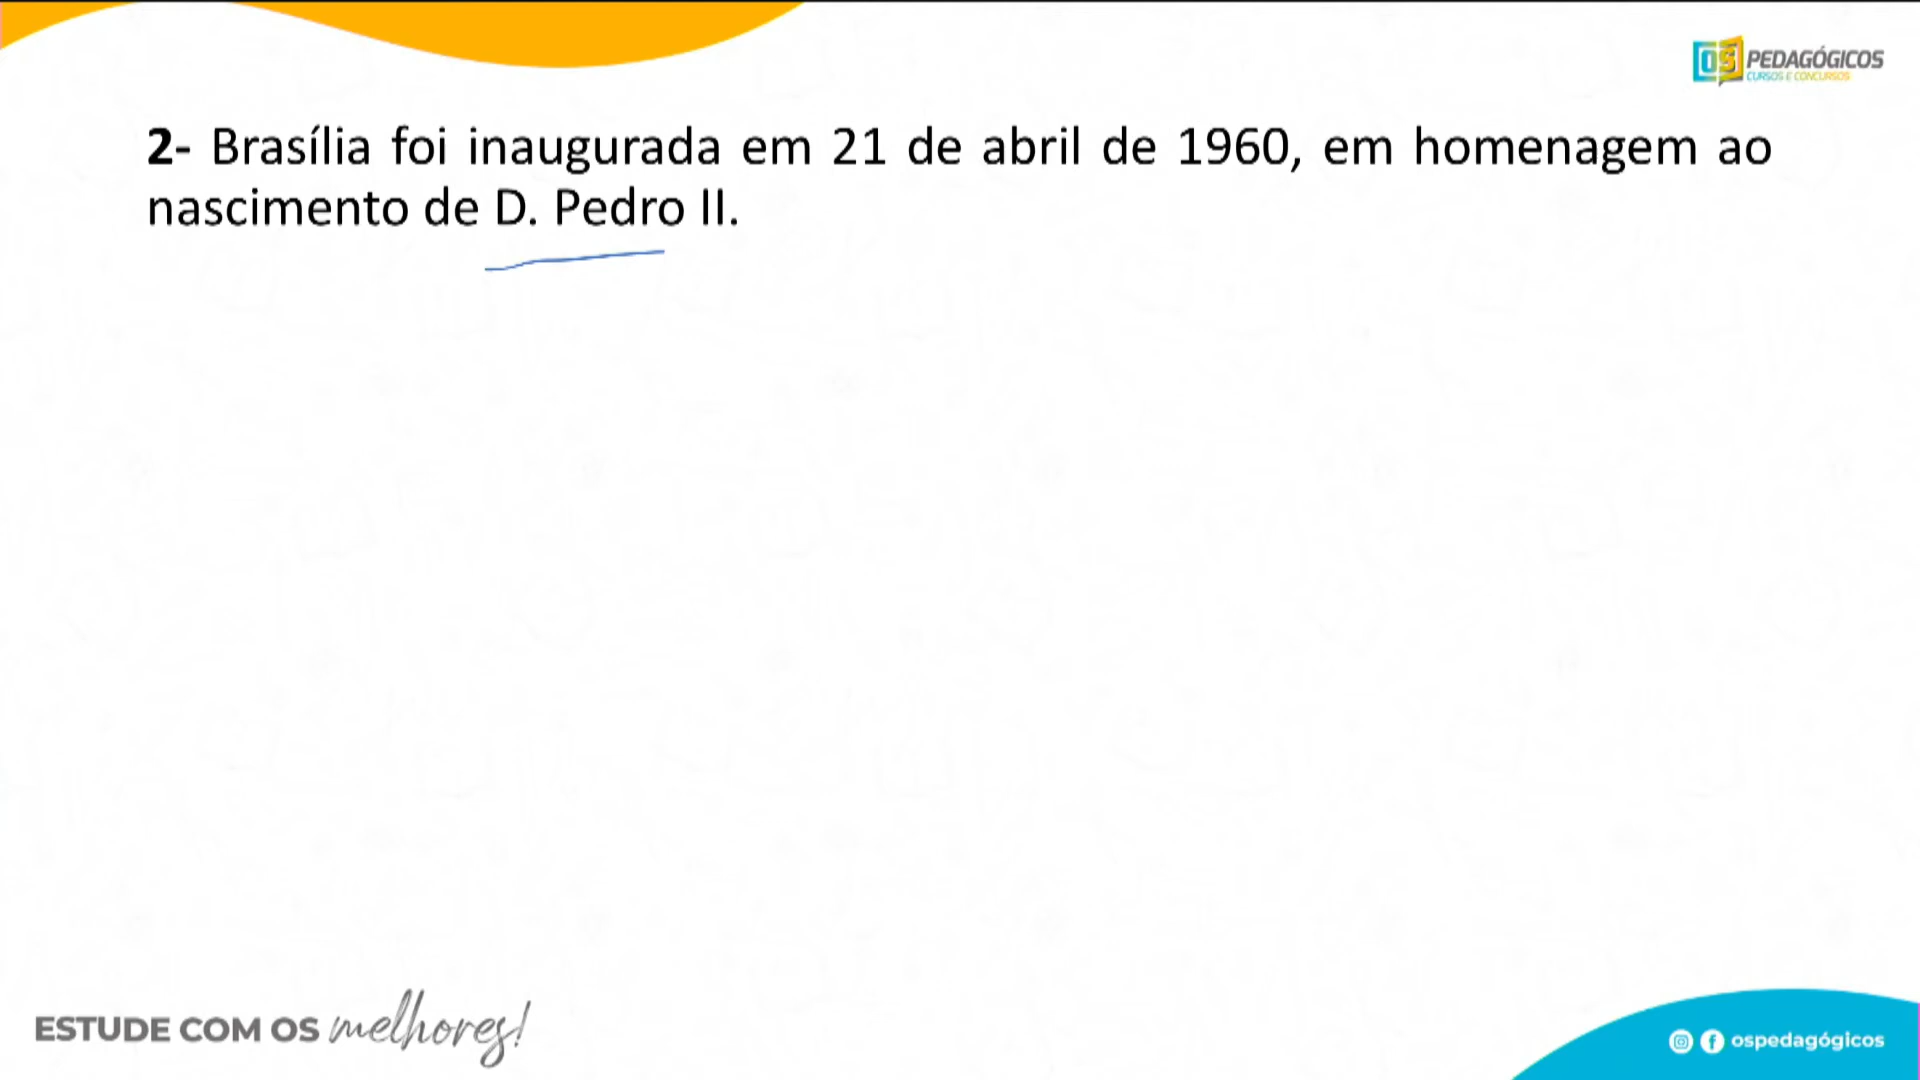 OS PEDAGÓGICOS
CURSOS E CONCURSOS
2- Brasília foi inaugurada em 21 de abril de 1960, em homenagem ao
nascimento de D. Pedro II.
ESTUDE COM OS melhores!
ospedagógicos